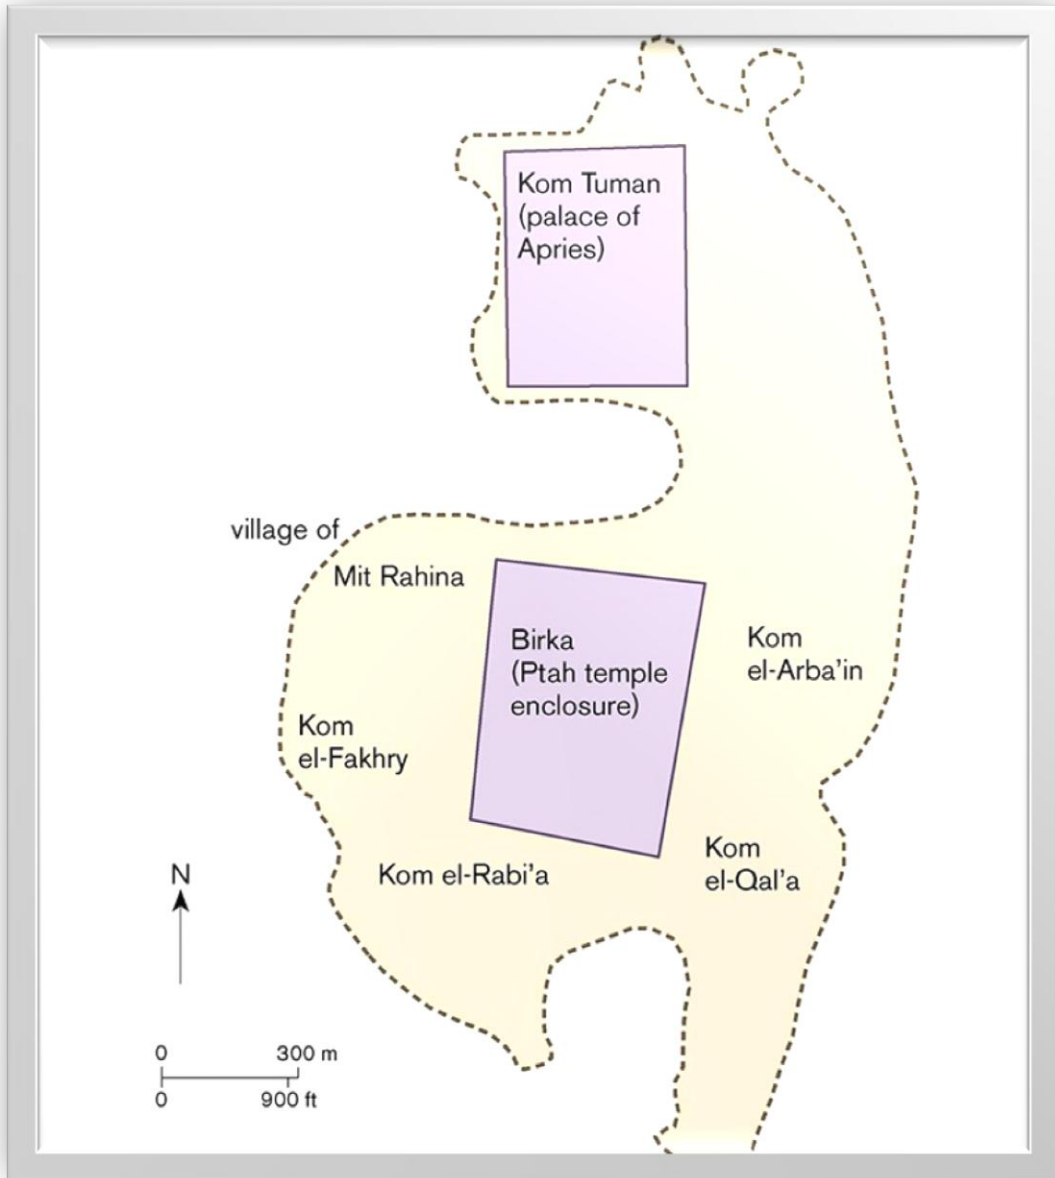 Kom Tuman
(palace of
Apries)
village of
Mit Rahina
Birka
(Ptah temple
enclosure)
Kom
el-Arba’in
Kom
el-Fakhry
Kom el-Rabi’a
Kom
el-Qal’a
N
0 300 m
0 900 ft